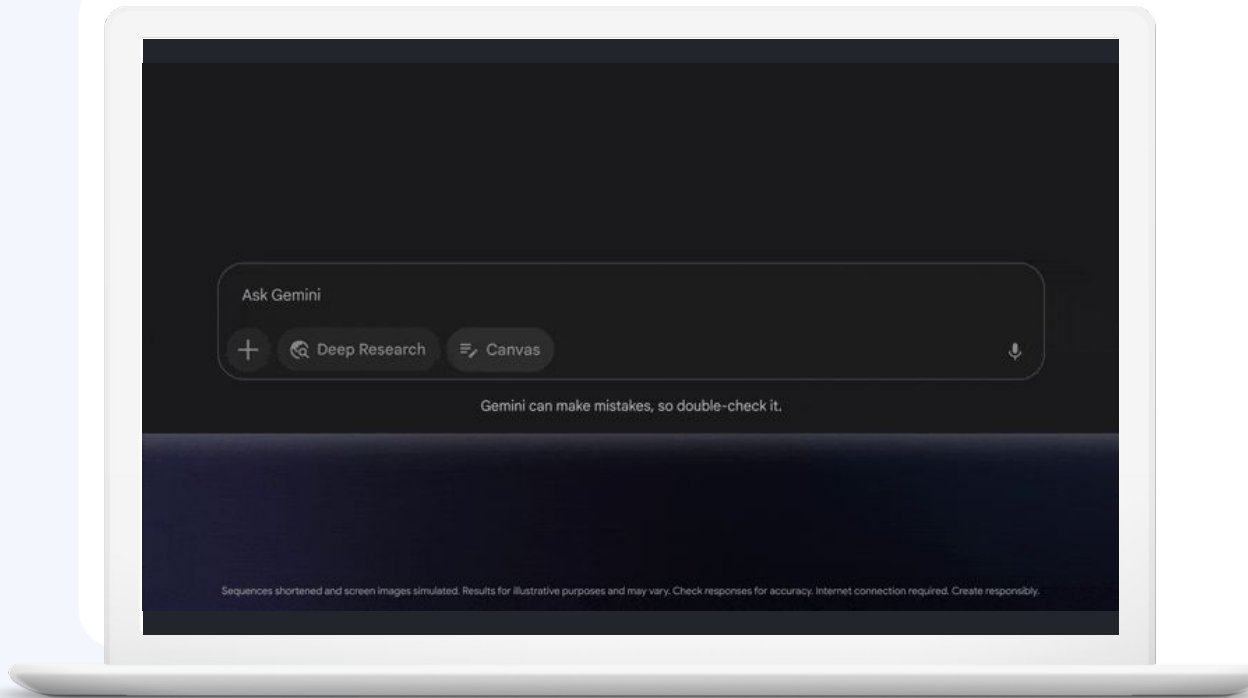 Ask Gemini
Deep Research
Canvas
Gemini can make mistakes, so double-check it.
Sequences shortened and screen images simulated. Results for illustrative purposes and may vary. Check responses for accuracy. Internet connection required. Create responsibly.